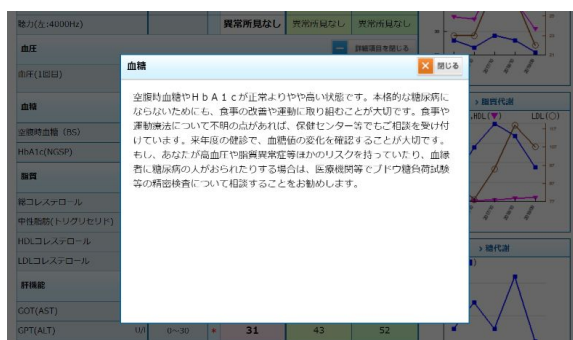 聴力(左:4000Hz)
異常所見なし 異常所見なし 異常所見なし
血圧
詳細項目を閉じる
血圧(1回目)
血糖
閉じる
空腹時血糖やHbA1cが正常よりやや高い状態です。本格的な糖尿病に
ならないためにも、食事の改善や運動に取り組むことが大切です。食事や
運動療法について不明の点があれば、保健センター等でもご相談を受け付
けています。来年度の健診で、血糖値の変化を確認することが大切です。
もし、あなたが高血圧や脂質異常症等ほかのリスクを持っていたり、血縁
者に糖尿病の人がおられたりする場合は、医療機関等でブドウ糖負荷試験
等の精密検査について相談することをお勧めします。
血糖
空腹時血糖 (BS)
HbA1c(NGSP)
脂質
総コレステロール
中性脂肪(トリグリセリド)
HDLコレステロール
LDLコレステロール
肝機能
GOT(AST)
GPT(ALT) U/l 0~30 * 31 43 52
> 脂質代謝
HDL(▼) LDL(○)
> 糖代謝